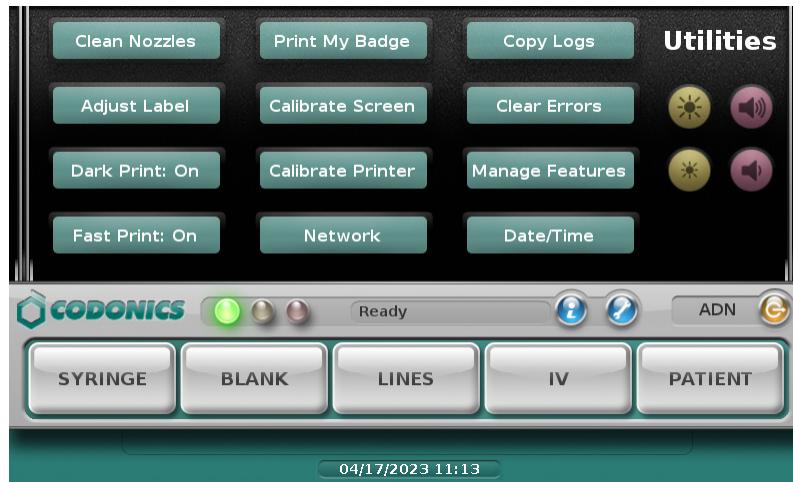 Clean Nozzles Print My Badge Copy Logs Utilities
Adjust Label Calibrate Screen Clear Errors
Dark Print: On Calibrate Printer Manage Features
Fast Print: On Network Date/Time
CODONICS Ready ADN
SYRINGE BLANK LINES IV PATIENT
04/17/2023 11:13